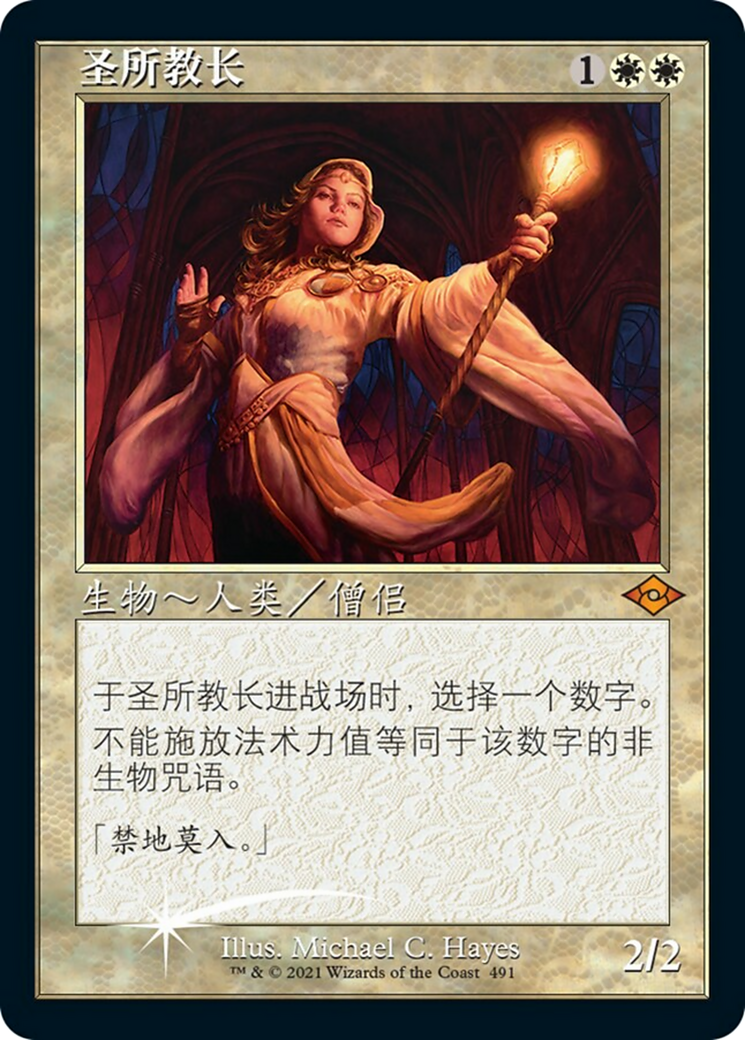 圣所教长 1
生物～人类／僧侣
于圣所教长进战场时，选择一个数字。
不能施放法术力值等同于该数字的非
生物咒语。
「禁地莫入。」
Illus. Michael C. Hayes
™ & © 2021 Wizards of the Coast 491
2/2